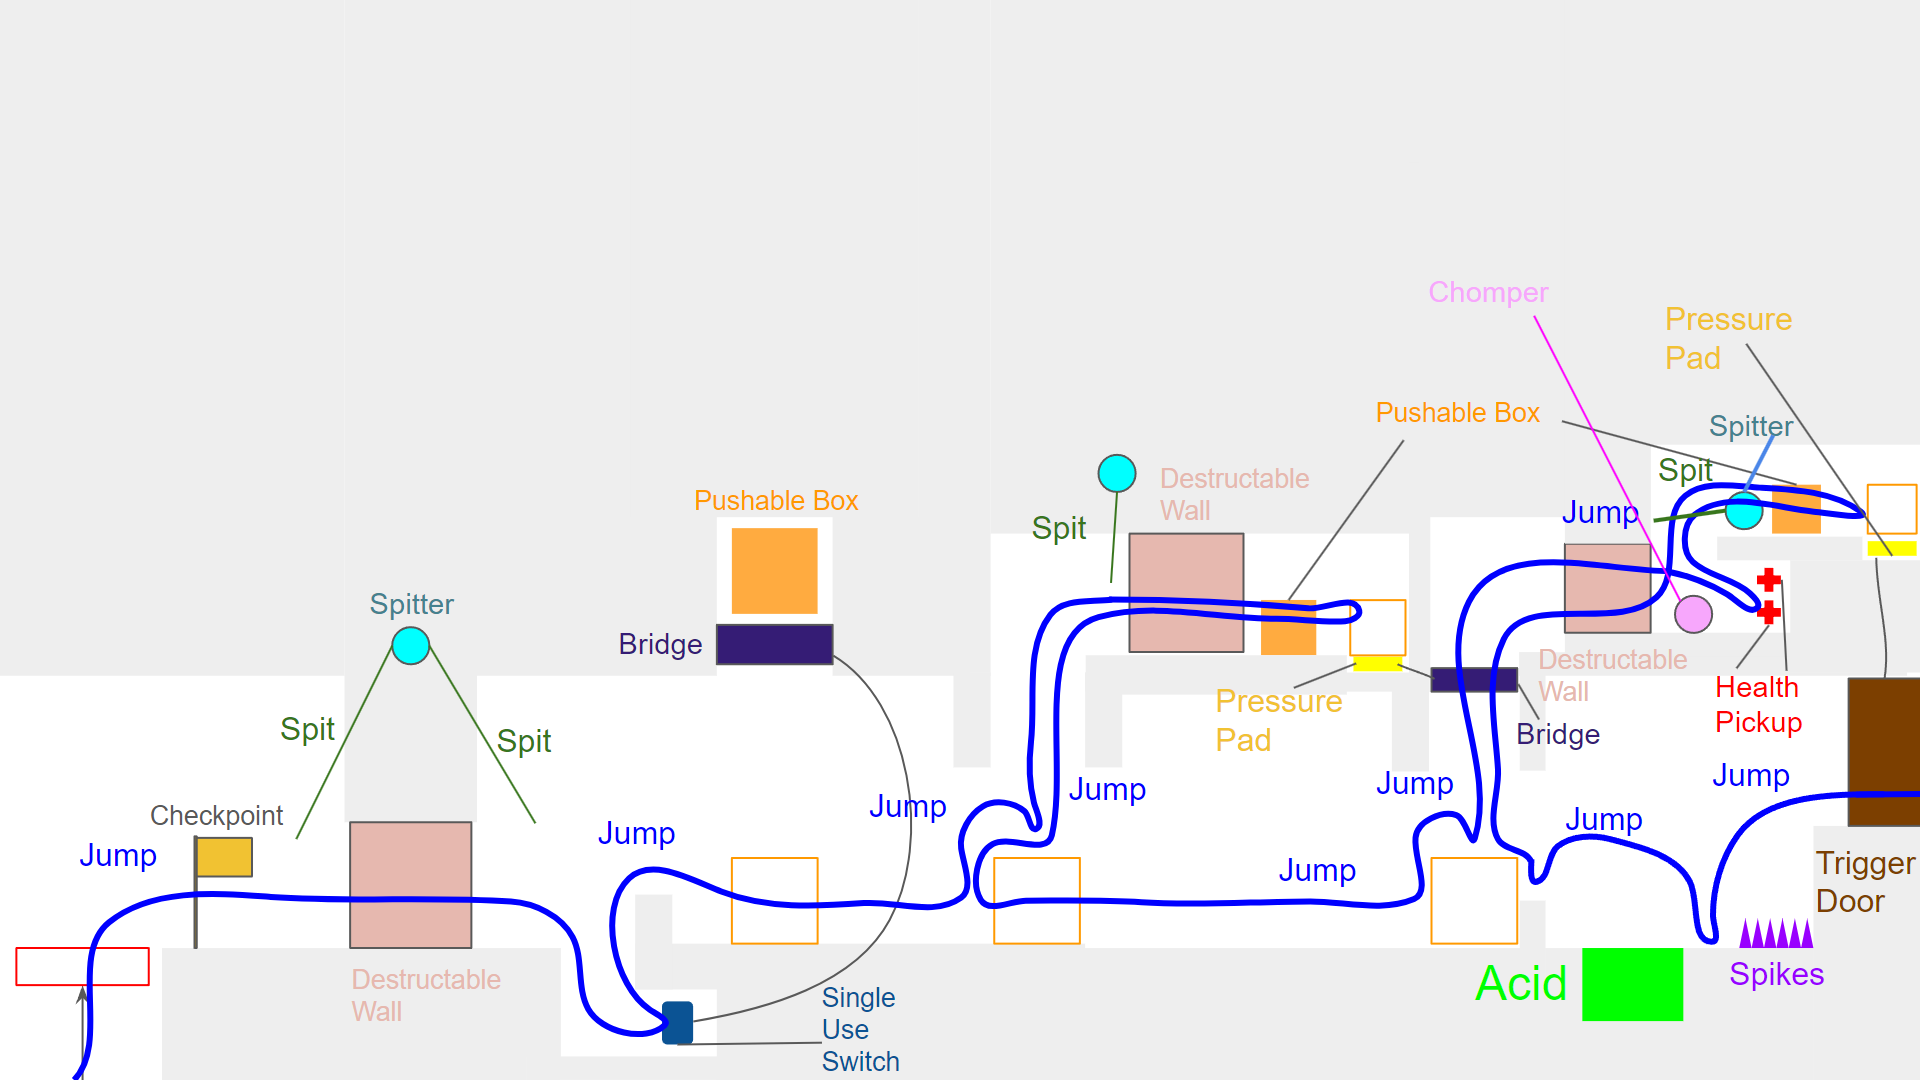 Chomper
Pressure
Pad
Pushable Box
Spitter
Spit
Destructable
Wall
Pushable Box
Jump
Spit
Spitter
Bridge
Destructable
Wall
Health
Pickup
Pressure
Pad
Bridge
Spit
Spit
Jump
Jump
Jump
Jump
Checkpoint
Jump
Jump
Jump
Jump
Trigger
Door
Destructable
Wall
Single
Use
Switch
Acid
Spikes